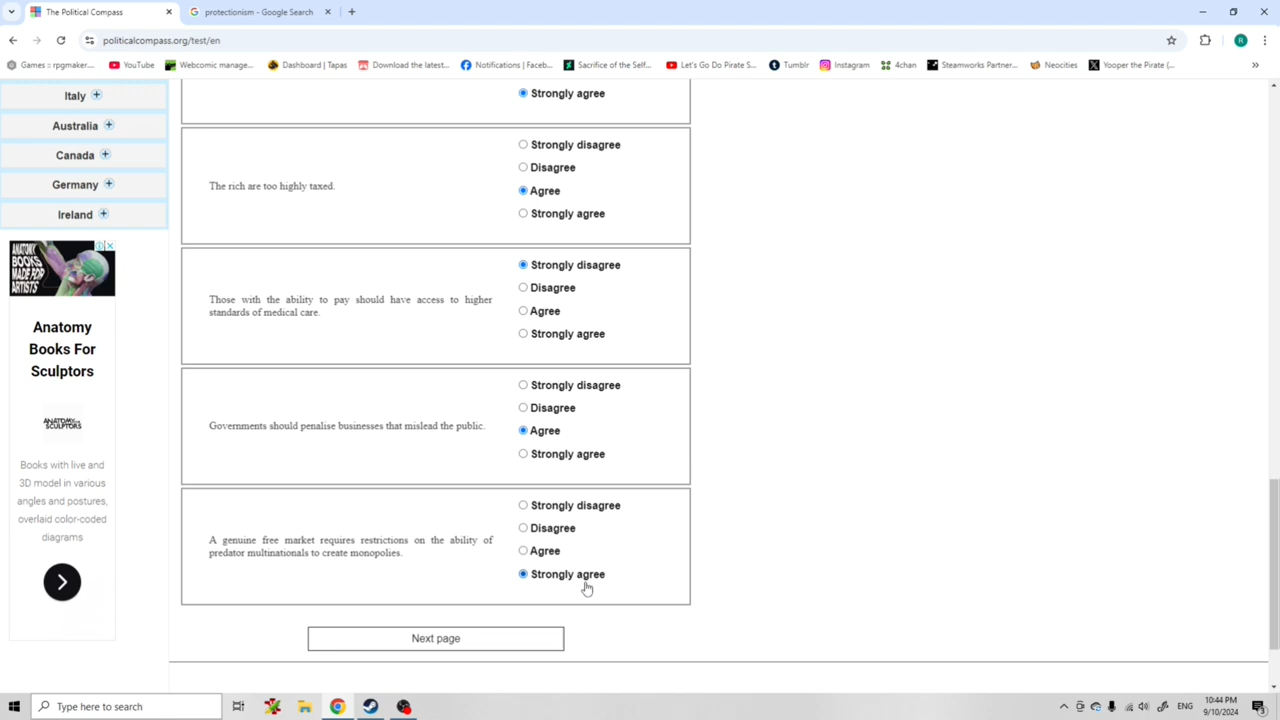 The Political Compass
protectionism - Google Search
politicalcompass.org/test/en
R
Games :: rpgmaker....
YouTube
Webcomic manage...
Dashboard | Tapas
Download the latest...
Notifications | Faceb...
Sacrifice of the Self...
Let's Go Do Pirate S...
Tumblr
Instagram
4chan
Steamworks Partner...
Neocities
Yooper the Pirate (...
Italy
Australia
Canada
Germany
Ireland
ANATOMY
BOOKS
MADE FOR
ARTISTS
Anatomy
Books For
Sculptors
ANATOMY
SCULPTORS
Books with live and
3D model in various
angles and postures,
overlaid color-coded
diagrams
Strongly agree
The rich are too highly taxed.
Strongly disagree
Disagree
Agree
Strongly agree
Those with the ability to pay should have access to higher
standards of medical care.
Strongly disagree
Disagree
Agree
Strongly agree
Governments should penalise businesses that mislead the public.
Strongly disagree
Disagree
Agree
Strongly agree
A genuine free market requires restrictions on the ability of
predator multinationals to create monopolies.
Strongly disagree
Disagree
Agree
Strongly agree
Next page
Type here to search
ENG
10:44 PM
9/10/2024
3